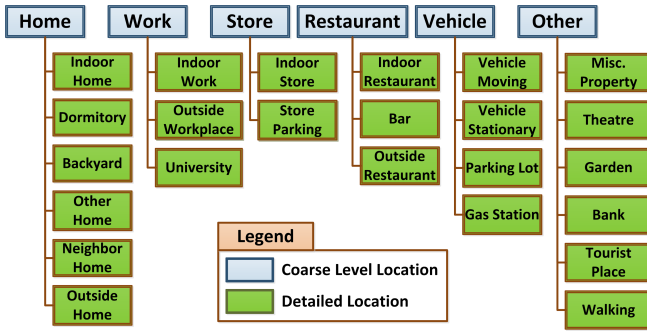 Home
Work
Store
Restaurant
Vehicle
Other
Indoor
Home
Dormitory
Backyard
Other
Home
Neighbor
Home
Outside
Home
Indoor
Work
Outside
Workplace
University
Indoor
Store
Store
Parking
Indoor
Restaurant
Bar
Outside
Restaurant
Vehicle
Moving
Vehicle
Stationary
Parking Lot
Gas Station
Misc.
Property
Theatre
Garden
Bank
Tourist
Place
Walking
Legend
Coarse Level Location
Detailed Location